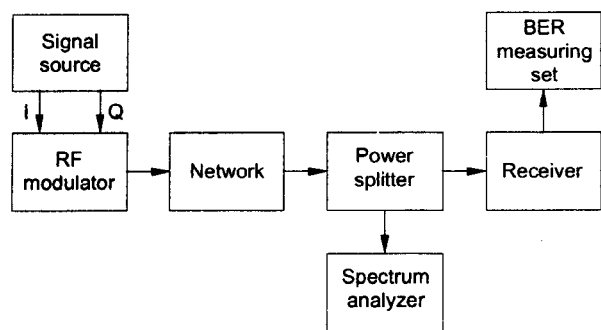 Signal
source
BER
measuring
set
I
Q
RF
modulator
Network
Power
splitter
Receiver
Spectrum
analyzer